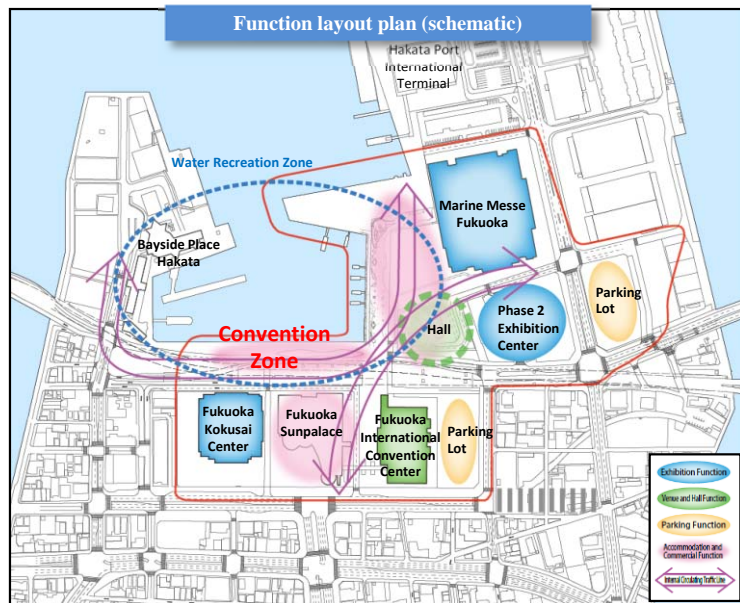 Function layout plan (schematic)
Hakata Port
International
Terminal
Water Recreation Zone
Marine Messe
Fukuoka
Bayside Place
Hakata
Parking
Lot
Phase 2
Exhibition
Center
Hall
Convention
Zone
Fukuoka
Kokusai
Center
Fukuoka
Sunpalace
Fukuoka
International
Convention
Center
Parking
Lot
Exhibition Function
Venue and Hall Function
Parking Function
Accommodation and
Commercial Function
Internal Circulating Traffic Line